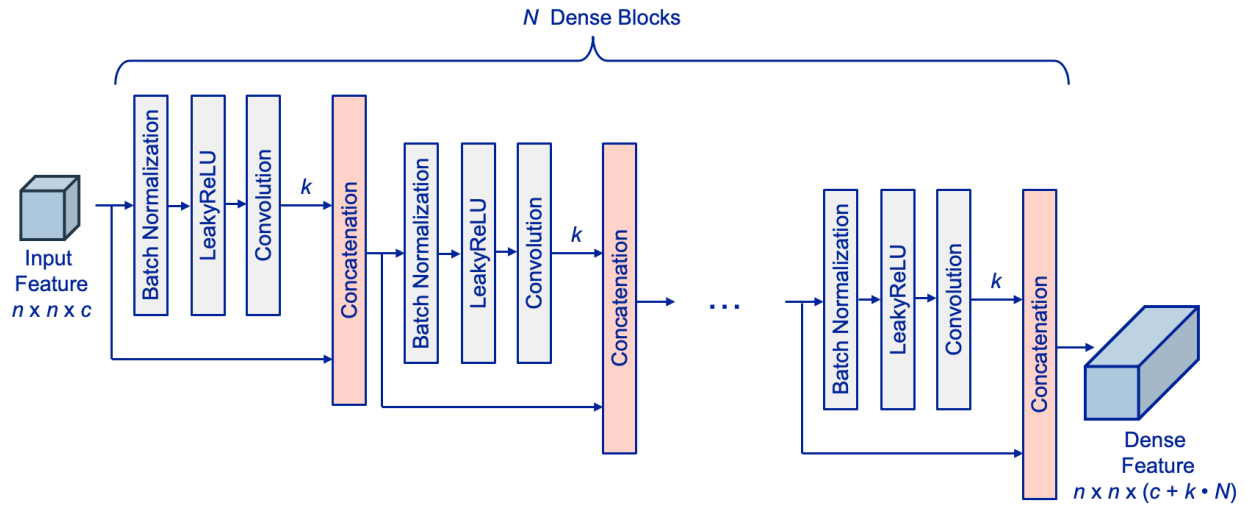 N Dense Blocks
Input
Feature
n x n x c
Batch Normalization
LeakyReLU
Convolution
k
Concatenation
Batch Normalization
LeakyReLU
Convolution
k
Concatenation
...
Batch Normalization
LeakyReLU
Convolution
k
Concatenation
Dense
Feature
n x n x (c + k • N)